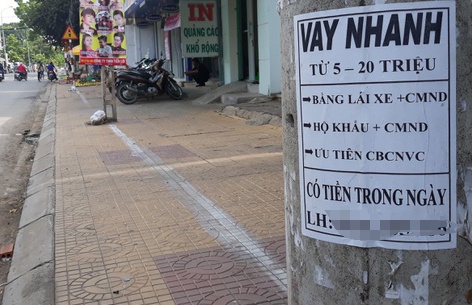 IN
QUẢNG CÁO
KHỔ RỘNG
VAY NHANH
TỪ 5 – 20 TRIỆU
BẰNG LÁI XE + CMND
HỘ KHẨU + CMND
ƯU TIÊN CBCNVC
CÓ TIỀN TRONG NGÀY
LH: